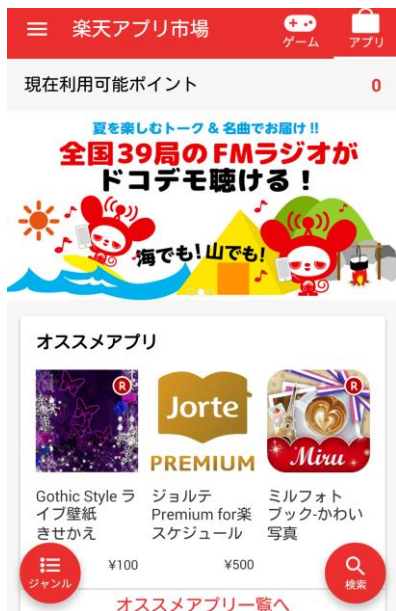 楽天アプリ市場
ゲーム
アプリ
現在利用可能ポイント
0
夏を楽しむトーク & 名曲でお届け!!
全国39局のFMラジオが
ドコデモ聴ける！
海でも!山でも!
オススメアプリ
R
Jorte
PREMIUM
R
Miru
Gothic Style ラ
イブ壁紙
きせかえ
ジョルテ
Premium for楽
スケジュール
ミルフォト
ブック-かわい
写真
¥100
¥500
ジャンル
検索
オススメアプリ一覧へ